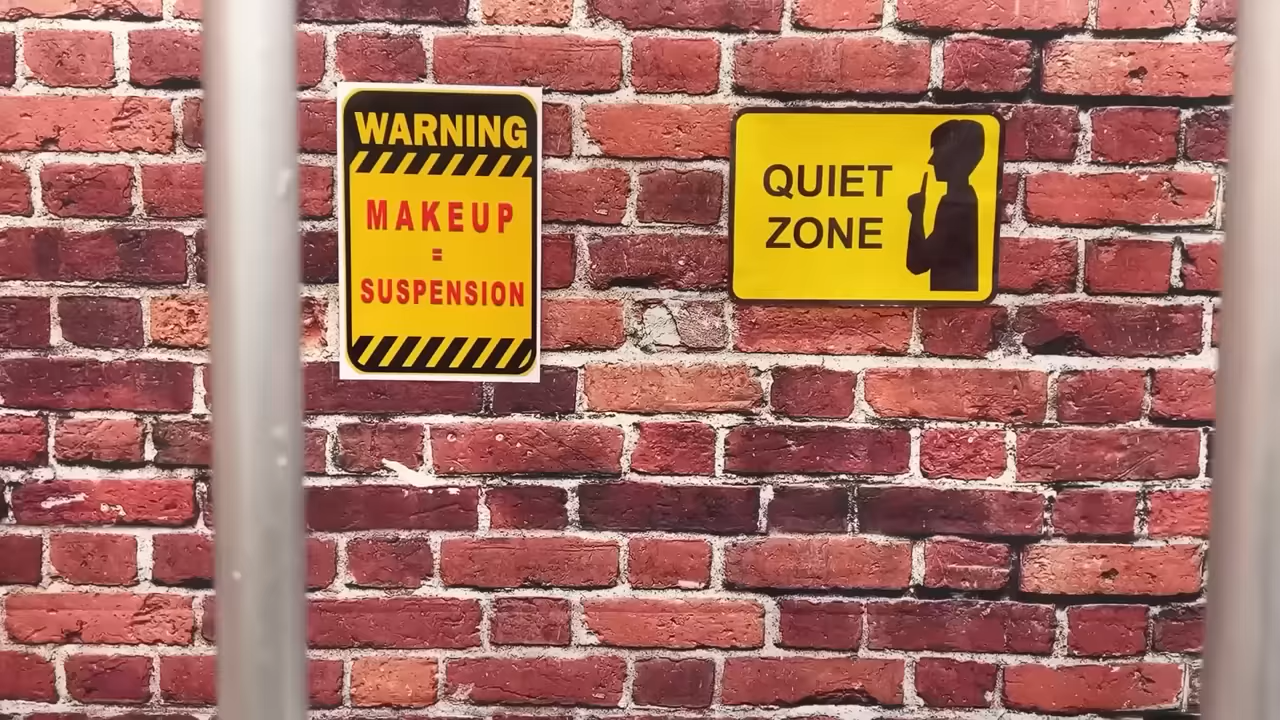 WARNING
MAKEUP
=
SUSPENSION
QUIET
ZONE